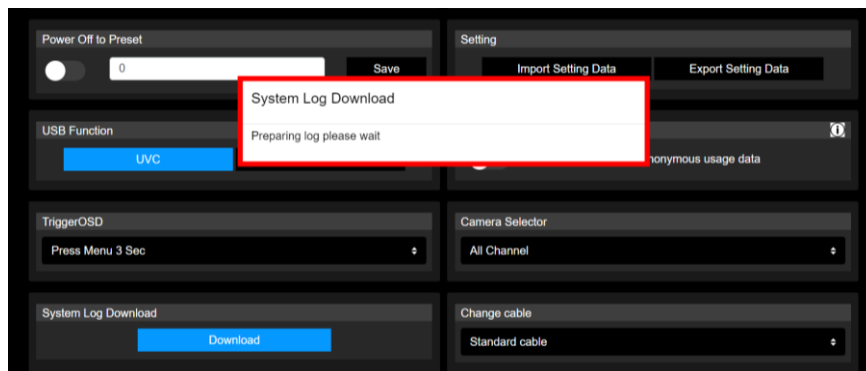 Power Off to Preset
0
Save
Setting
Import Setting Data
Export Setting Data
System Log Download
Preparing log please wait
USB Function
UVC
nonymous usage data
TriggerOSD
Press Menu 3 Sec
Camera Selector
All Channel
System Log Download
Download
Change cable
Standard cable